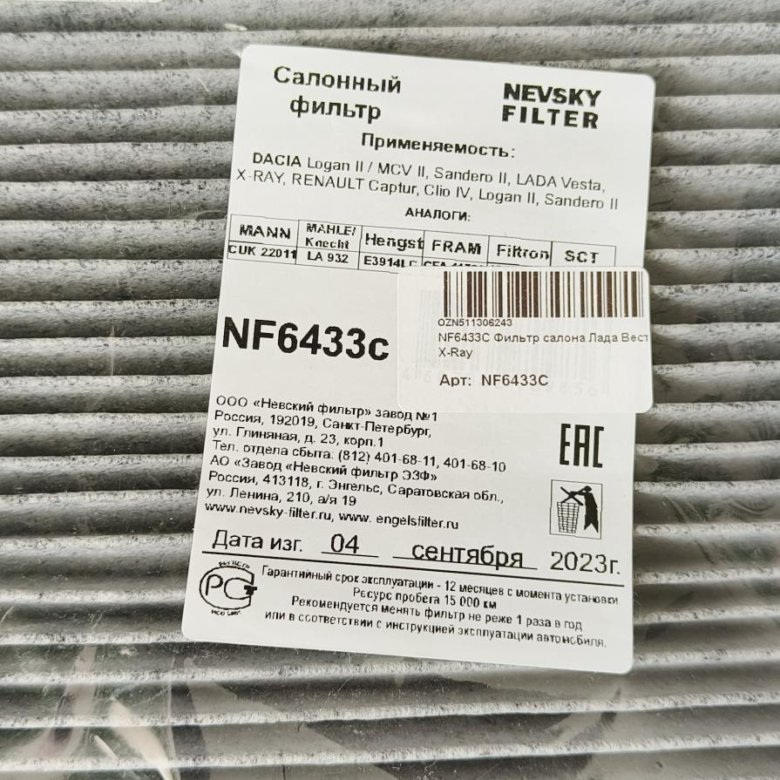 Салонный
фильтр
NEVSKY
FILTER
Применяемость:
DACIA Logan II / MCV II, Sandero II, LADA Vesta,
X-RAY, RENAULT Captur, Clio IV, Logan II, Sandero II
АНАЛОГИ:
MANN MAHLE/ Knecht Hengst FRAM Filtron SCT
CUK 22011 LA 932 E3914LC
OZN511306243
NF6433C Фильтр салона Лада Вест
X-Ray
Арт: NF6433C
NF6433c
ООО «Невский фильтр» завод №1
Россия, 192019, Санкт-Петербург,
ул. Глиняная, д. 23, корп.1
Тел. отдела сбыта: (812) 401-68-11, 401-68-10
АО «Завод «Невский фильтр ЭЗФ»
Россия, 413118, г. Энгельс, Саратовская обл.,
ул. Ленина, 210, а/я 19
www.nevsky-filter.ru, www. engelsfilter.ru
EAC
Дата изг. 04 сентября 2023г.
РСТ
Гарантийный срок эксплуатации - 12 месяцев с момента установки
Ресурс пробега 15 000 км
Рекомендуется менять фильтр не реже 1 раза в год
или в соответствии с инструкцией эксплуатации автомобиля.